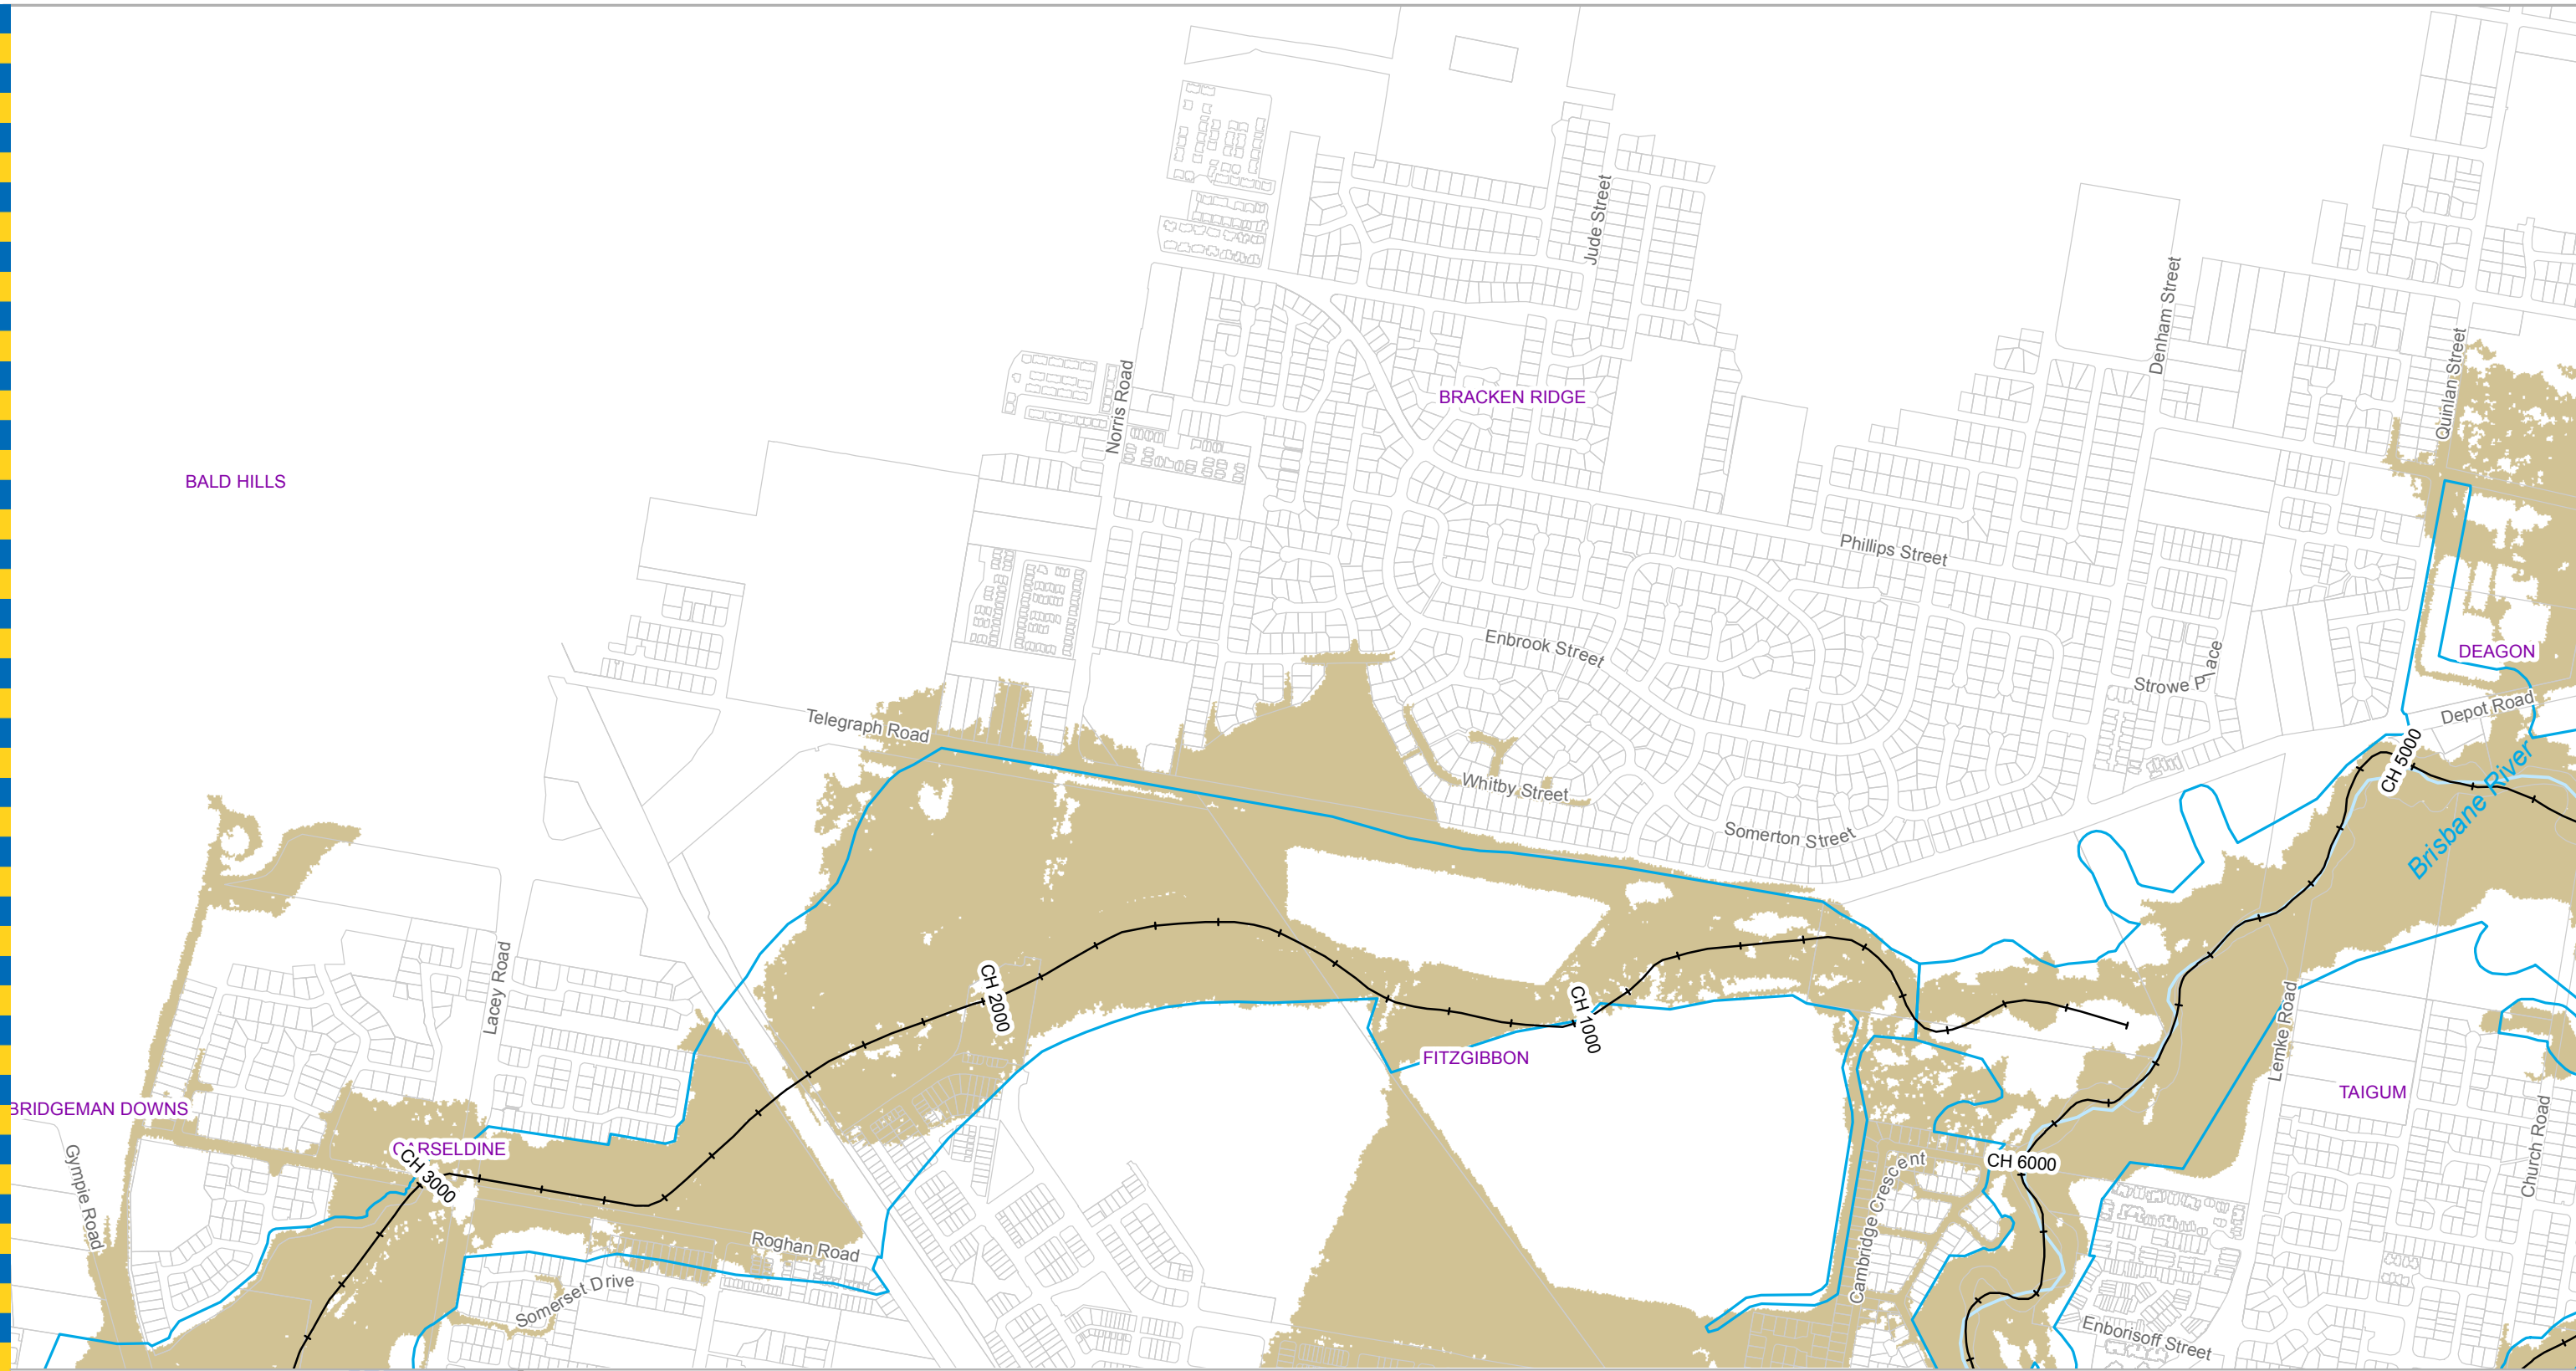 Jude Street
Denham Street
Quinlan Street
Norris Road
BRACKEN RIDGE
BALD HILLS
Phillips Street
Enbrook Street
DEAGON
Strowe Place
Depot Road
Telegraph Road
CH 5000
Brisbane River
Whitby Street
Somerton Street
Lacey Road
CH 2000
CH 1000
FITZGIBBON
Lemke Road
TAIGUM
BRIDGEMAN DOWNS
CARSELDINE
CH 3000
CH 6000
Church Road
Gympie Road
Cambridge Crescent
Roghan Road
Somerset Drive
Enborisoff Street